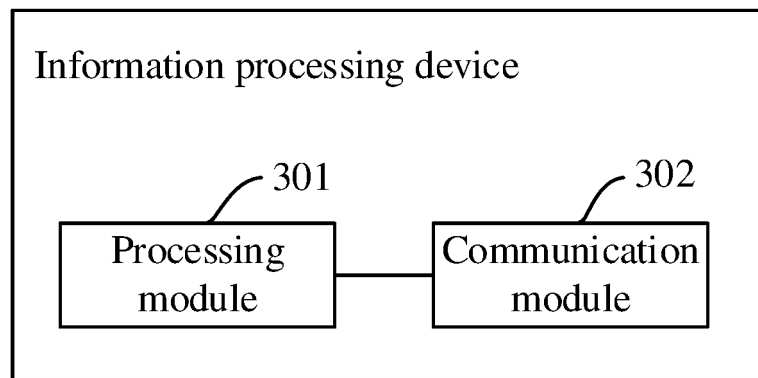 Information processing device
301
302
Processing
module
Communication
module